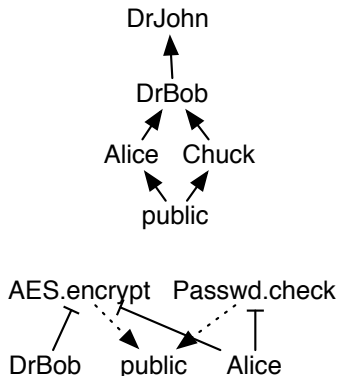 DrJohn
DrBob
Alice Chuck
public
AES.encrypt Passwd.check
DrBob public Alice